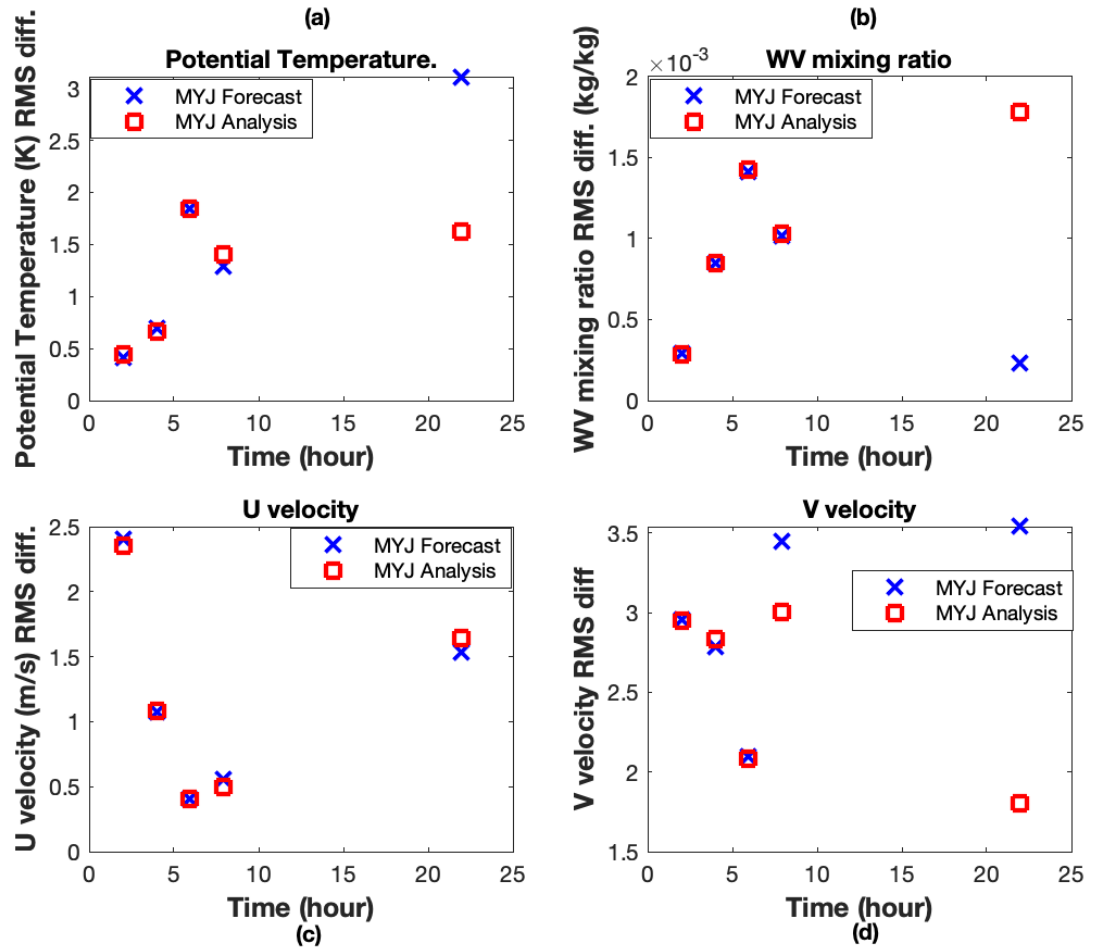 (a)
Potential Temperature.
MYJ Forecast
MYJ Analysis
Potential Temperature (K) RMS diff.
3
2.5
2
1.5
1
0.5
0
0 5 10 15 20 25
Time (hour)
(b)
×10⁻³ WV mixing ratio
MYJ Forecast
MYJ Analysis
WV mixing ratio RMS diff. (kg/kg)
2
1.5
1
0.5
0
0 5 10 15 20 25
Time (hour)
U velocity
MYJ Forecast
MYJ Analysis
U velocity (m/s) RMS diff.
2.5
2
1.5
1
0.5
0
0 5 10 15 20 25
Time (hour)
(c)
V velocity
MYJ Forecast
MYJ Analysis
V velocity RMS diff
3.5
3
2.5
2
1.5
0 5 10 15 20 25
Time (hour)
(d)